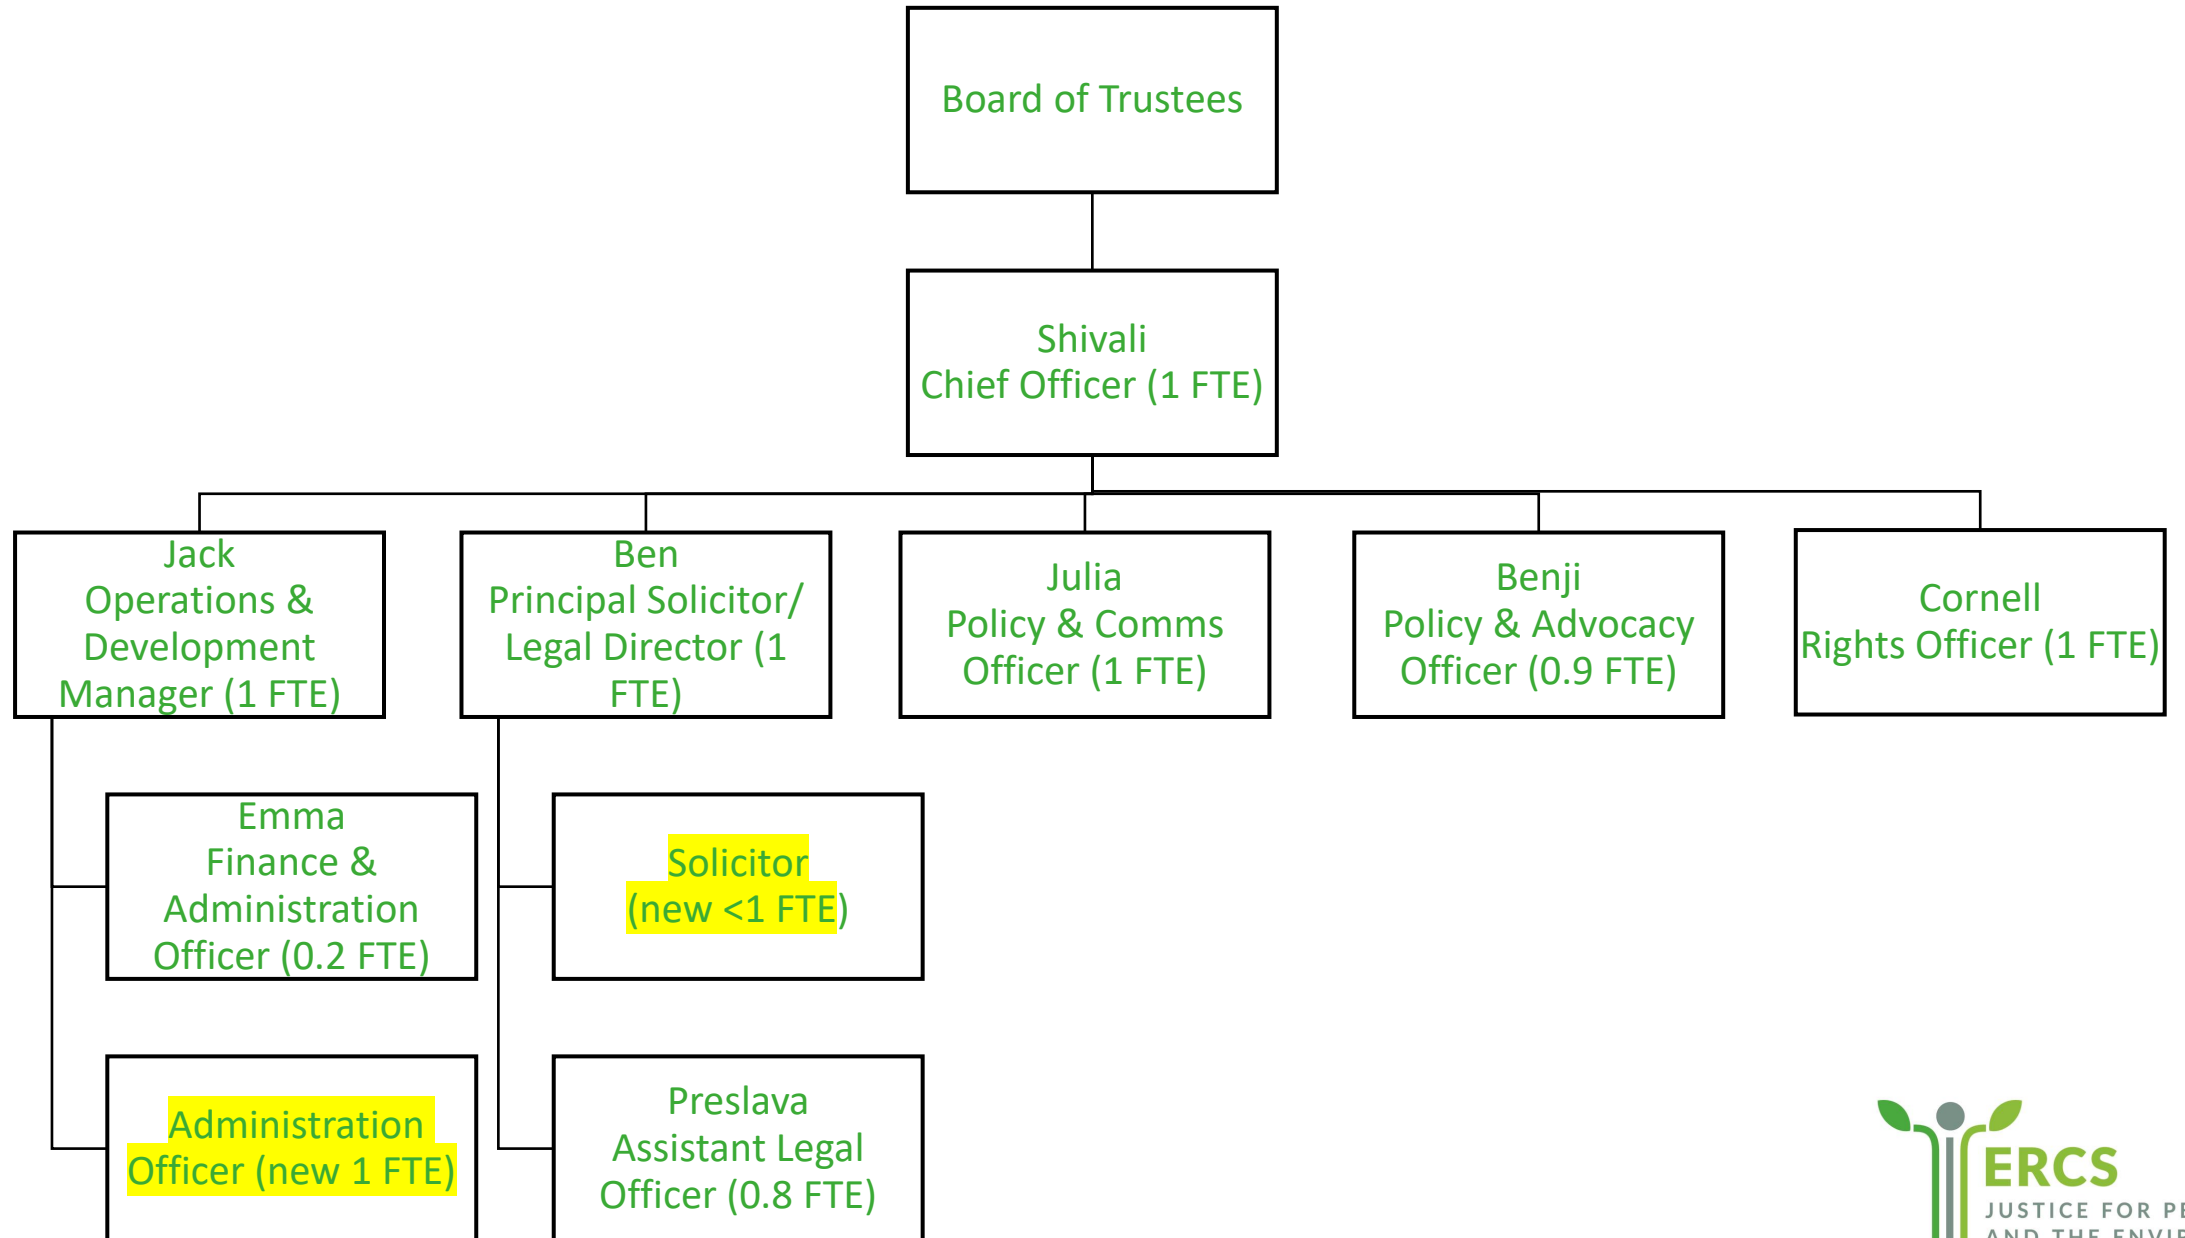 Board of Trustees
Shivali
Chief Officer (1 FTE)
Jack
Operations &
Development
Manager (1 FTE)
Ben
Principal Solicitor/
Legal Director (1
FTE)
Julia
Policy & Comms
Officer (1 FTE)
Benji
Policy & Advocacy
Officer (0.9 FTE)
Cornell
Rights Officer (1 FTE)
Emma
Finance &
Administration
Officer (0.2 FTE)
Solicitor
(new <1 FTE)
Administration
Officer (new 1 FTE)
Preslava
Assistant Legal
Officer (0.8 FTE)
ERCS
JUSTICE FOR
AND THE